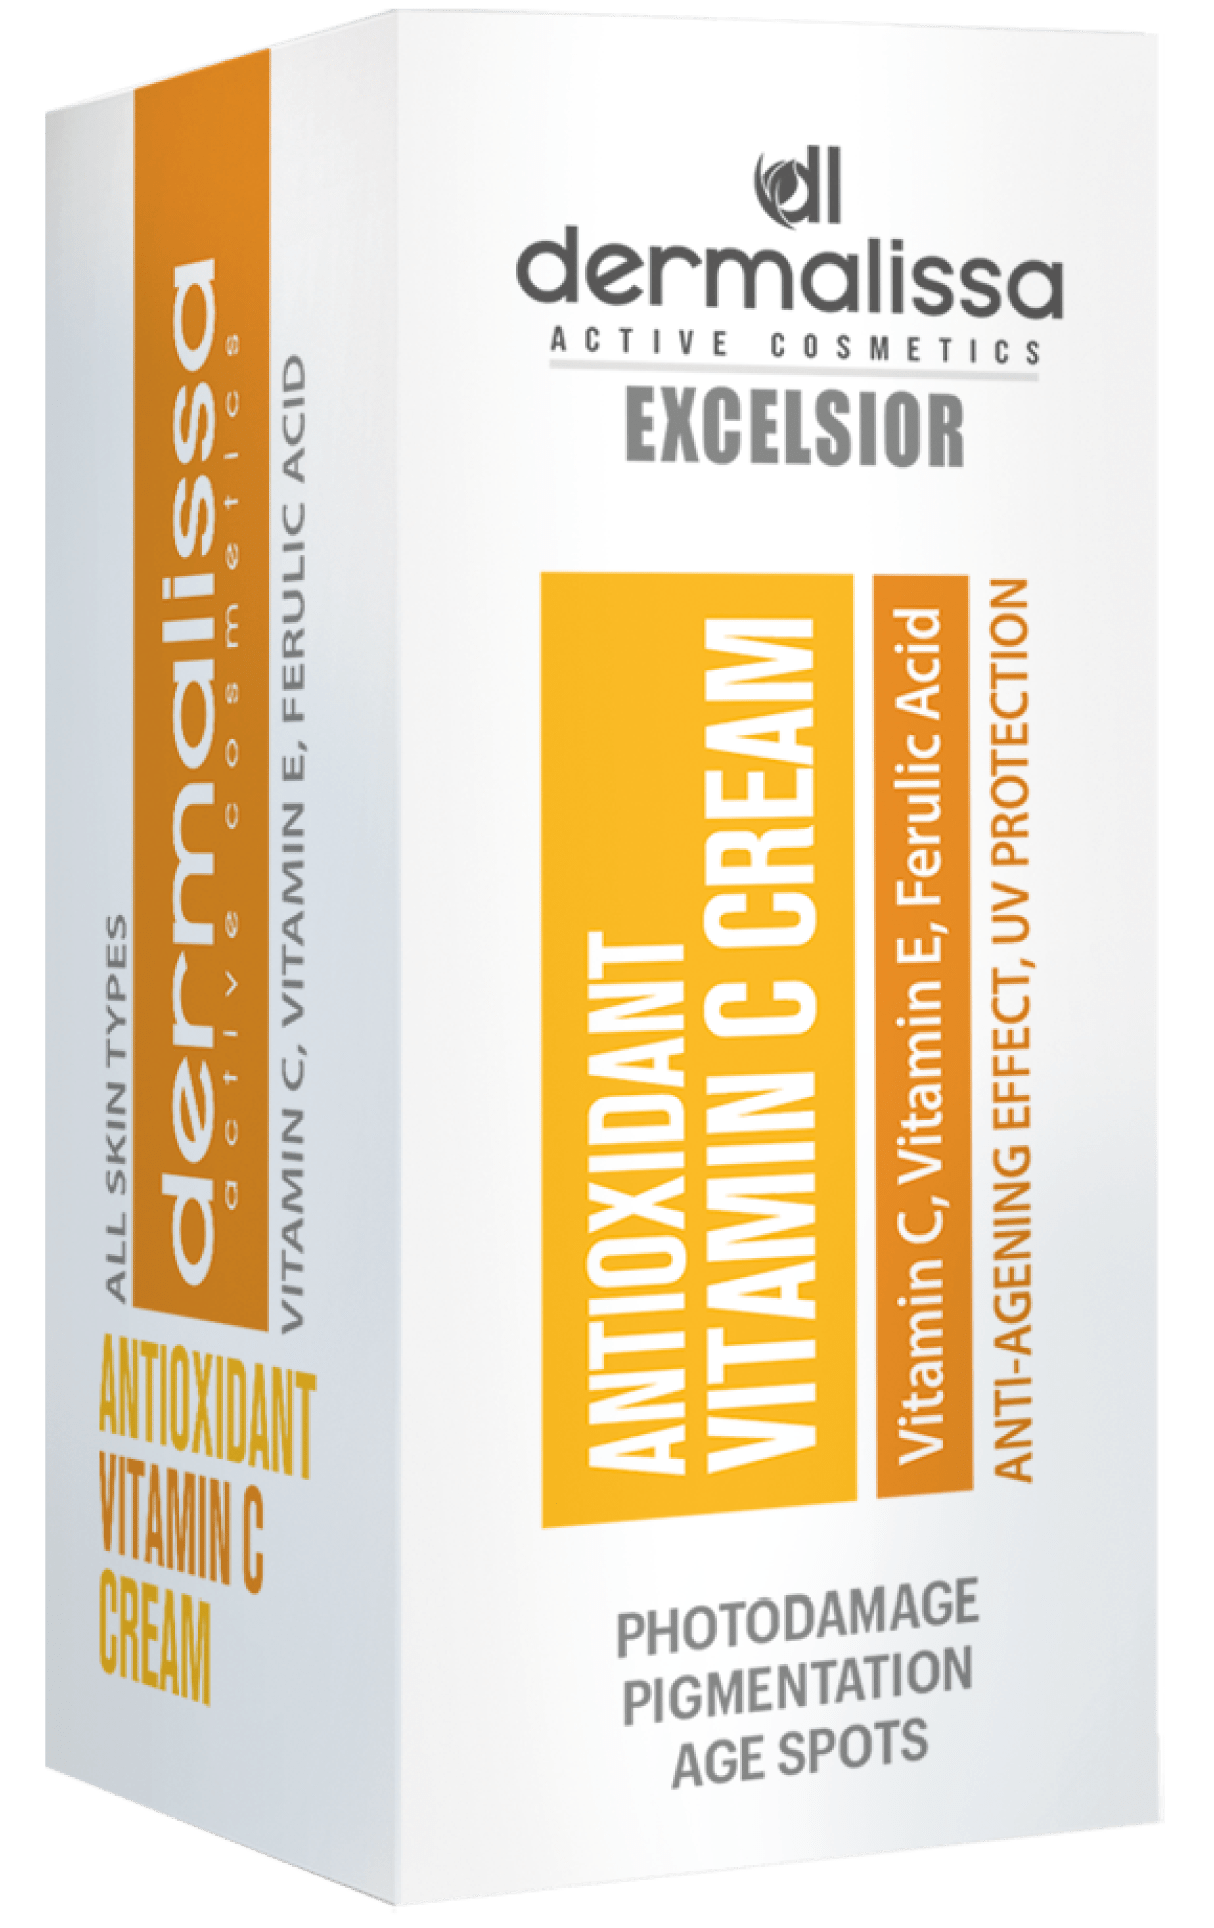 dl
dermalissa
ACTIVE COSMETICS
EXCELSIOR
ANTIOXIDANT
VITAMIN C CREAM
Vitamin C, Vitamin E, Ferulic Acid
ANTI-AGENING EFFECT, UV PROTECTION
PHOTODAMAGE
PIGMENTATION
AGE SPOTS
ALL SKIN TYPES
dermalissa
active cosmetics
VITAMIN C, VITAMIN E, FERULIC ACID
ANTIOXIDANT
VITAMIN C
CREAM